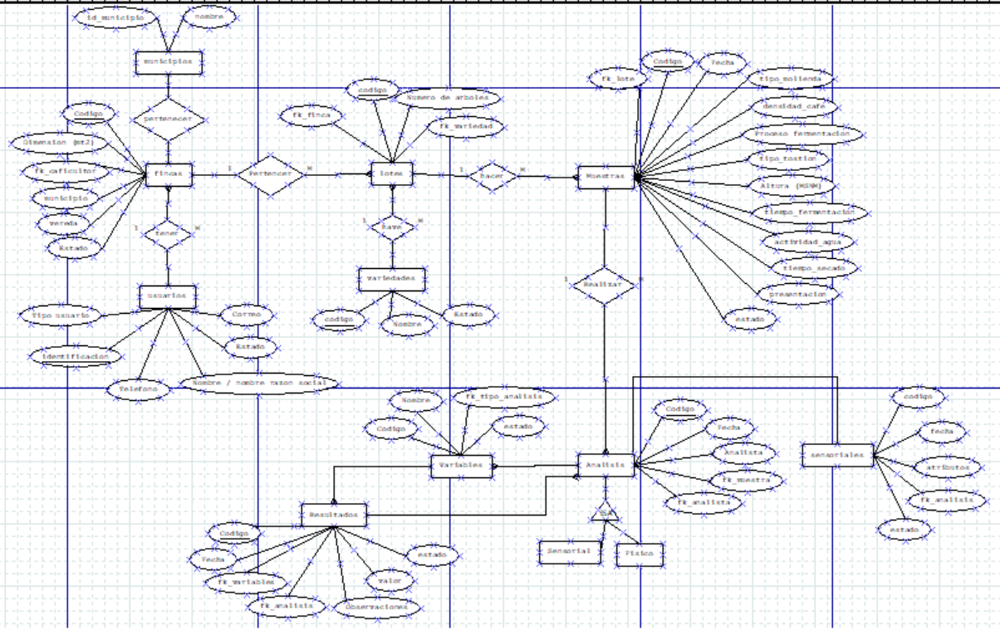 id_municipio
nombre
municipios
pertenecer
Codigo
Dimension (mt2)
fk_caficultor
municipio
vereda
Estado
fincas
1
Pertenecer
M
tener
1
M
usuarios
Tipo usuario
identificacion
Telefono
Nombre / nombre razon social
Estado
Correo
codigo
Numero de arboles
fk_finca
fk_variedad
lotes
1
hacer
M
1
have
M
variedades
codigo
Nombre
Estado
fk_lote
Codigo
Fecha
tipo_molienda
densidad_cafe
Proceso fermentacion
tipo_tostion
Altura (MSNM)
tiempo_fermentacion
actividad_agua
tiempo_secado
presentacion
estado
Muestras
1
Realizar
M
Nombre
fk_tipo_analisis
Codigo
estado
Variables
Analisis
Codigo
Fecha
Analista
fk_muestra
fk_analista
ISA
Sensorial
Fisico
sensoriales
codigo
fecha
atributos
fk_analisis
estado
Resultados
Codigo
Fecha
fk_variables
fk_analisis
Observaciones
valor
estado